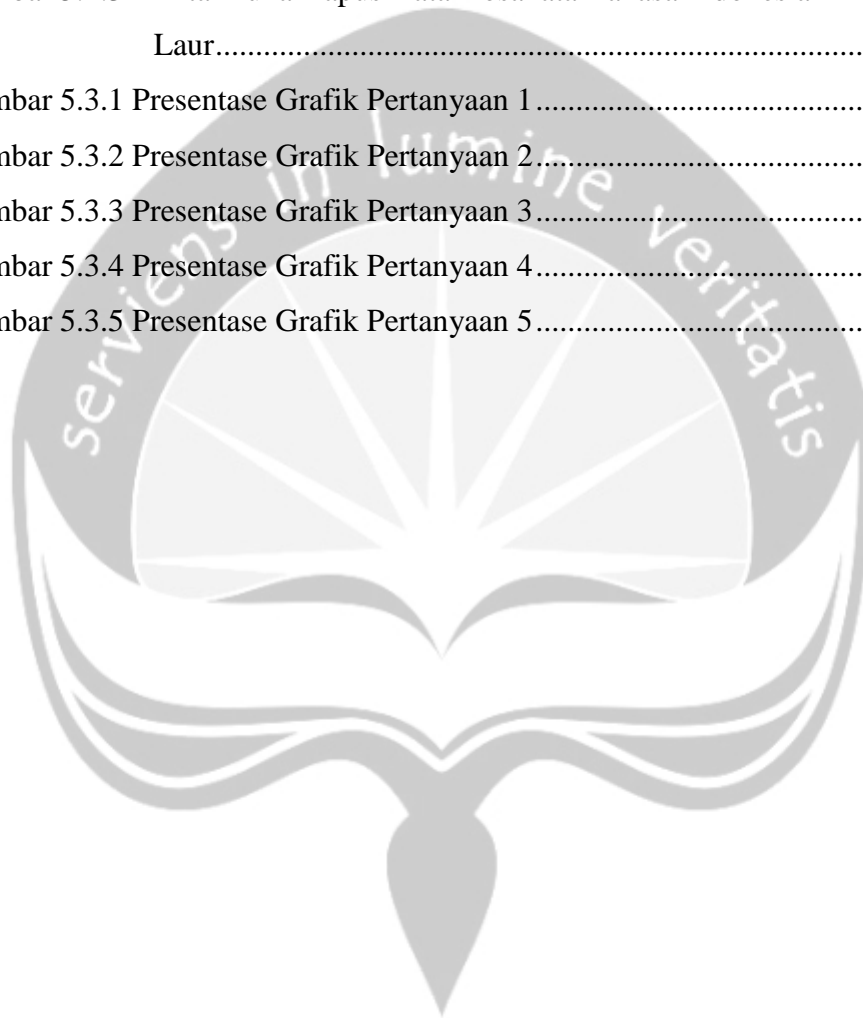 Laur................................................................................
mbar 5.3.1 Presentase Grafik Pertanyaan 1.........................................
mbar 5.3.2 Presentase Grafik Pertanyaan 2.........................................
mbar 5.3.3 Presentase Grafik Pertanyaan 3.........................................
mbar 5.3.4 Presentase Grafik Pertanyaan 4.........................................
mbar 5.3.5 Presentase Grafik Pertanyaan 5.........................................
serviens in lumine veritatis